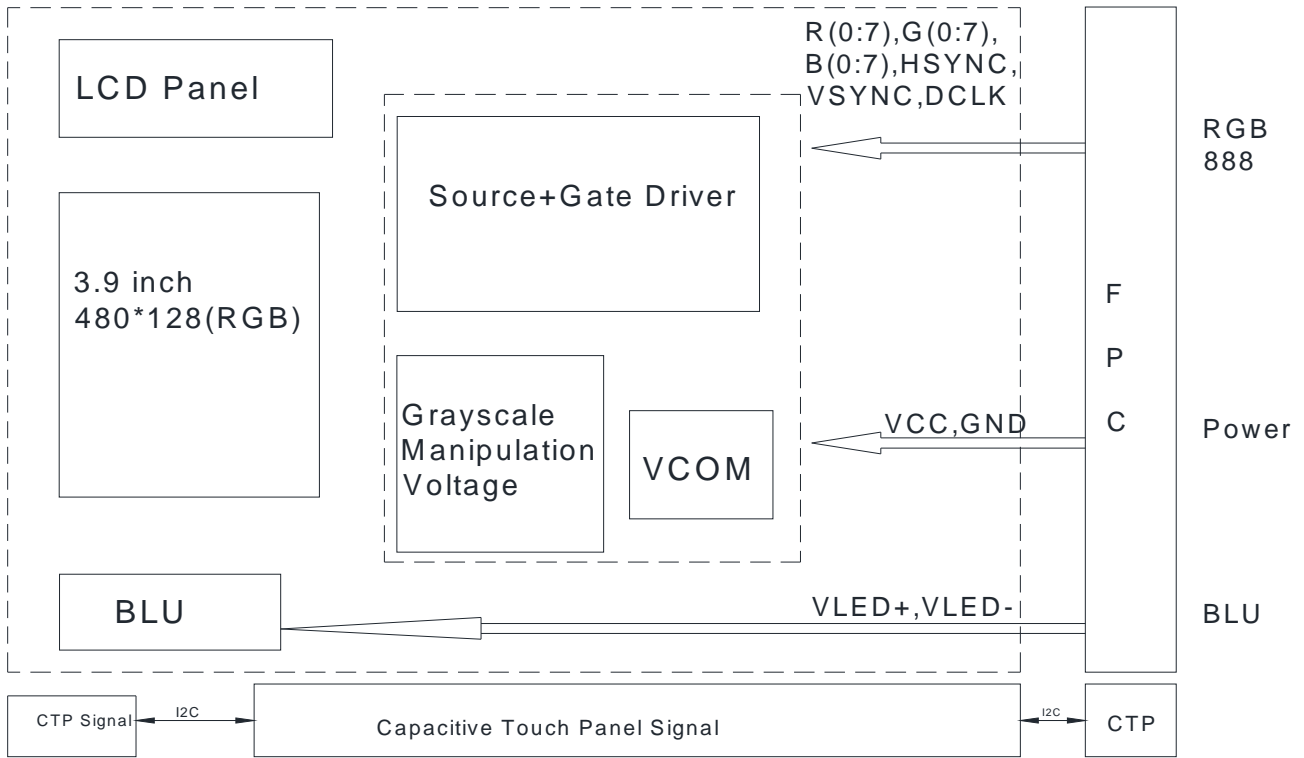 R(0:7),G(0:7),
B(0:7),HSYNC,
VSYNC,DCLK
LCD Panel
RGB
888
Source+Gate Driver
3.9 inch
480*128(RGB)
F
P
C
Grayscale
Manipulation
Voltage
VCC,GND
Power
VCOM
BLU
VLED+,VLED-
BLU
CTP Signal
I2C
Capacitive Touch Panel Signal
I2C
CTP